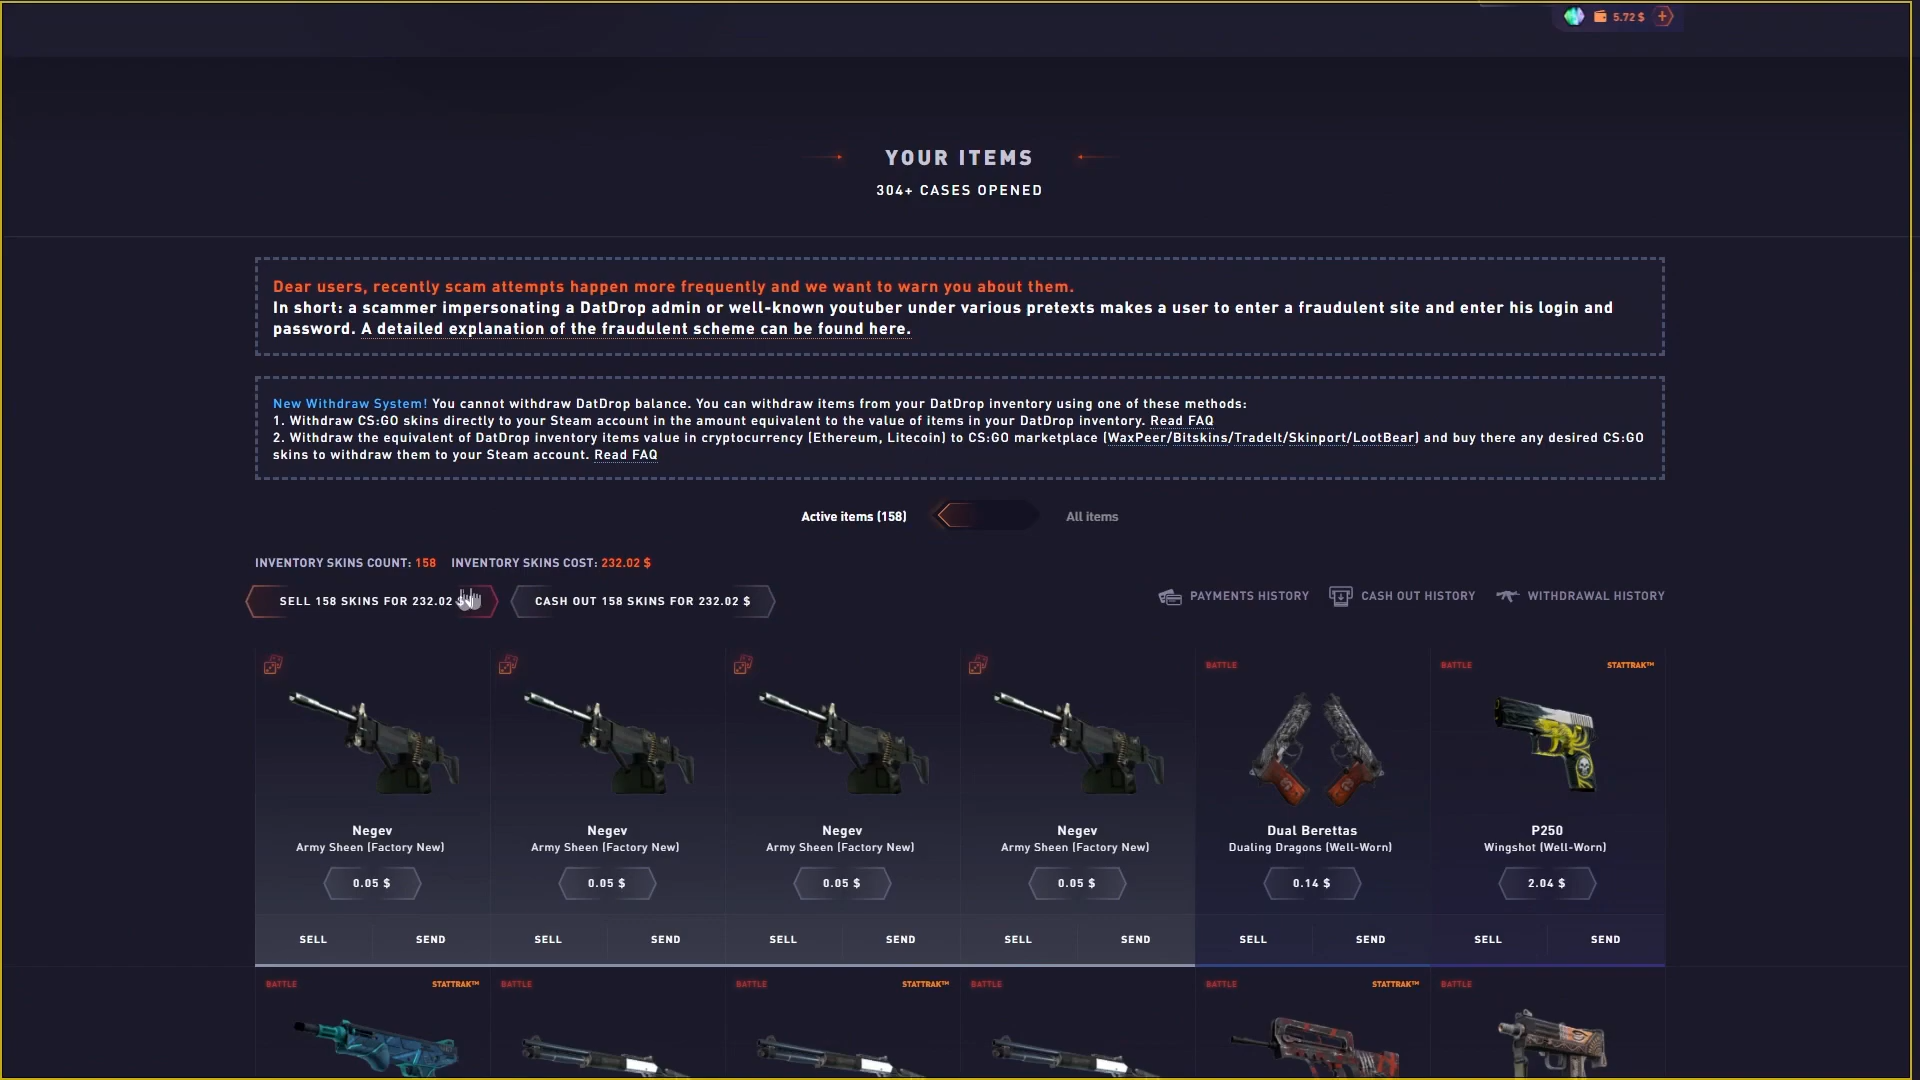 5.72 $
YOUR ITEMS
304+ CASES OPENED
Dear users, recently scam attempts happen more frequently and we want to warn you about them.
In short: a scammer impersonating a DatDrop admin or well-known youtuber under various pretexts makes a user to enter a fraudulent site and enter his login and
password. A detailed explanation of the fraudulent scheme can be found here.
New Withdraw System! You cannot withdraw DatDrop balance. You can withdraw items from your DatDrop inventory using one of these methods:
1. Withdraw CS:GO skins directly to your Steam account in the amount equivalent to the value of items in your DatDrop inventory. Read FAQ
2. Withdraw the equivalent of DatDrop inventory items value in cryptocurrency (Ethereum, Litecoin) to CS:GO marketplace (WaxPeer/Bitskins/TradeIt/Skinport/LootBear) and buy there any desired CS:GO
skins to withdraw them to your Steam account. Read FAQ
Active items (158) All items
INVENTORY SKINS COUNT: 158 INVENTORY SKINS COST: 232.02 $
SELL 158 SKINS FOR 232.02 $ CASH OUT 158 SKINS FOR 232.02 $ PAYMENTS HISTORY CASH OUT HISTORY WITHDRAWAL HISTORY
BATTLE BATTLE STATTRAK™
Negev Negev Negev Negev Dual Berettas P250
Army Sheen (Factory New) Army Sheen (Factory New) Army Sheen (Factory New) Army Sheen (Factory New) Dualing Dragons (Well-Worn) Wingshot (Well-Worn)
0.05 $ 0.05 $ 0.05 $ 0.05 $ 0.14 $ 2.04 $
SELL SEND SELL SEND SELL SEND SELL SEND SELL SEND SELL SEND
BATTLE STATTRAK™ BATTLE BATTLE STATTRAK™ BATTLE BATTLE STATTRAK™ BATTLE